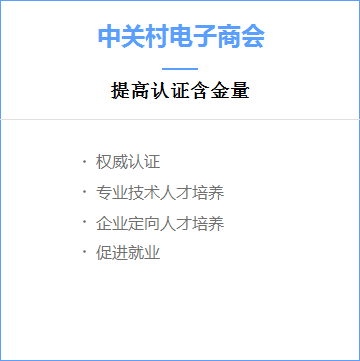 中关村电子商会
提高认证含金量
· 权威认证
· 专业技术人才培养
· 企业定向人才培养
· 促进就业